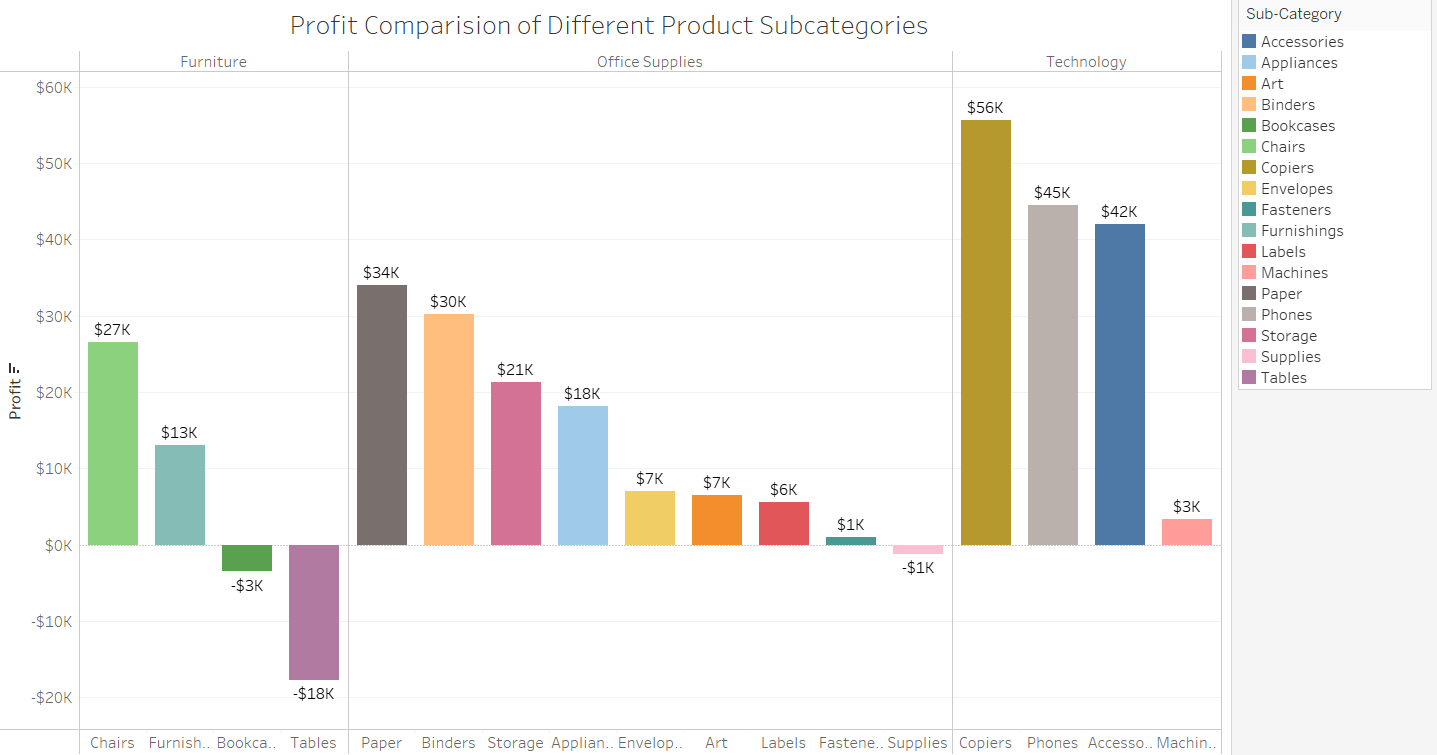 Profit Comparision of Different Product Subcategories
Furniture
Office Supplies
Technology
$60K
$50K
$40K
$30K
$20K
$10K
$0K
-$10K
-$20K
Profit
$27K
$13K
-$3K
-$18K
$34K
$30K
$21K
$18K
$7K
$7K
$6K
$1K
-$1K
$56K
$45K
$42K
$3K
Chairs
Furnish..
Bookca..
Tables
Paper
Binders
Storage
Applian..
Envelop..
Art
Labels
Fastene..
Supplies
Copiers
Phones
Accesso..
Machin..
Sub-Category
Accessories
Appliances
Art
Binders
Bookcases
Chairs
Copiers
Envelopes
Fasteners
Furnishings
Labels
Machines
Paper
Phones
Storage
Supplies
Tables